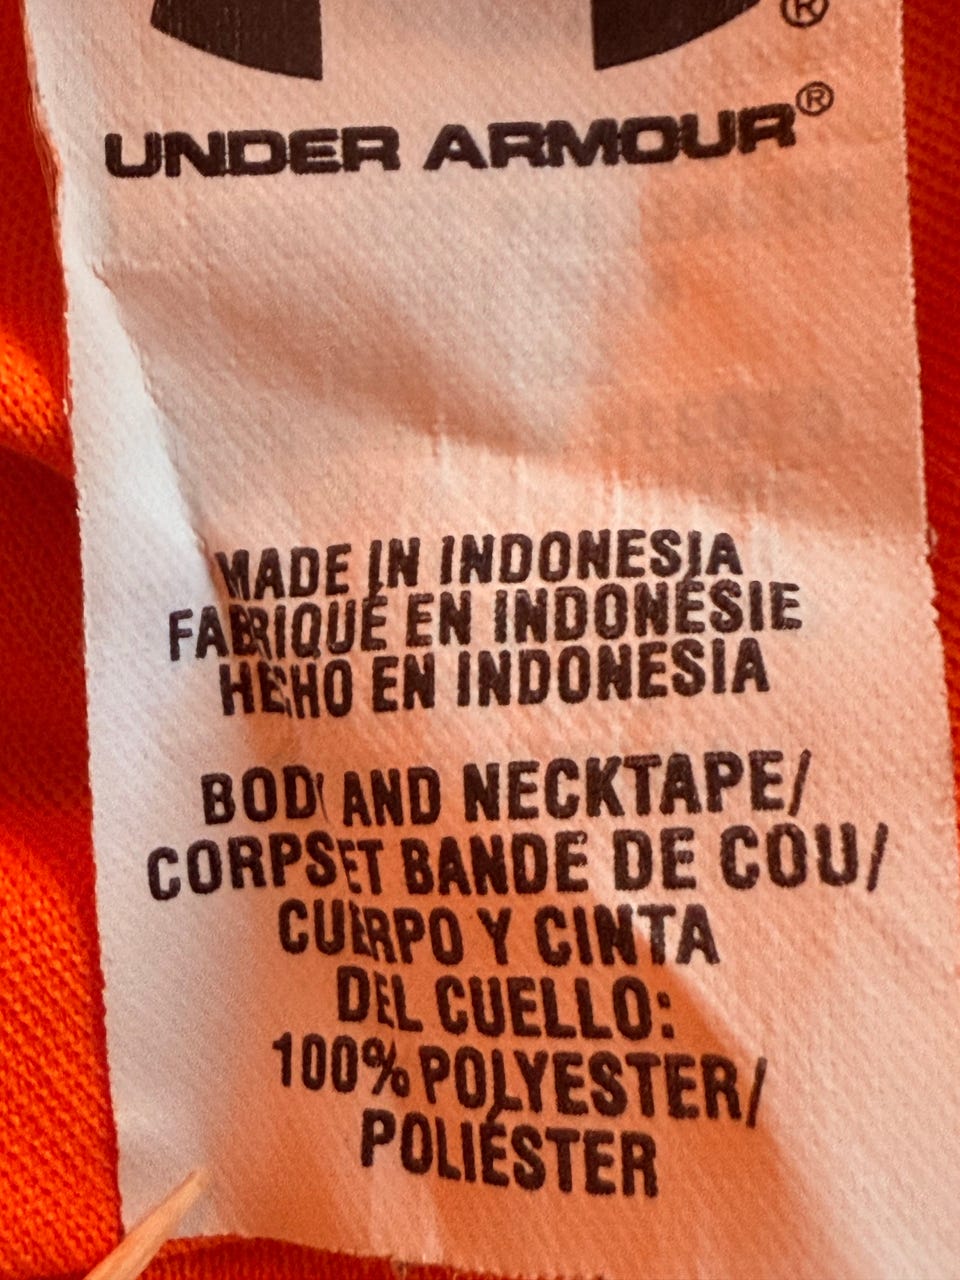 ®
UNDER ARMOUR®
MADE IN INDONESIA
FABRIQUÉ EN INDONÉSIE
HECHO EN INDONESIA
BODY AND NECKTAPE/
CORPS ET BANDE DE COU/
CUERPO Y CINTA
DEL CUELLO:
100% POLYESTER/
POLIÉSTER